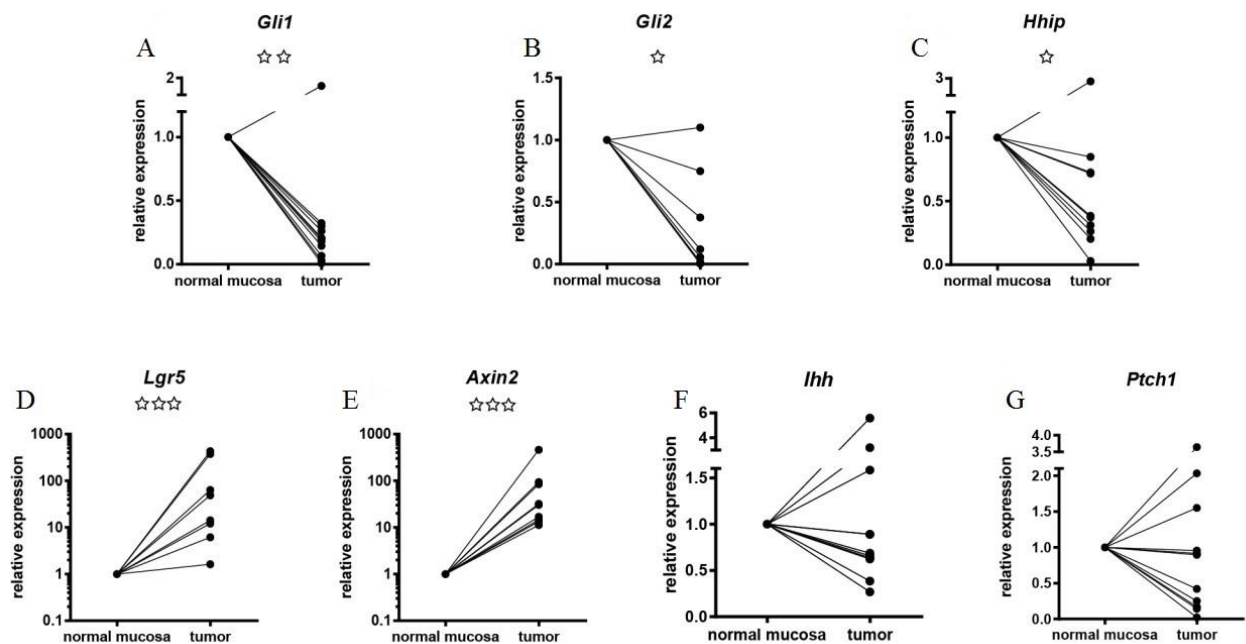 Gli1
Gli2
Hhip
A
B
C
☆☆
☆
☆
relative expression
2
1.0
0.5
0.0
normal mucosa tumor
relative expression
1.5
1.0
0.5
0.0
normal mucosa tumor
relative expression
3
1.0
0.5
0.0
normal mucosa tumor
Lgr5
Axin2
Ihh
Ptch1
D
E
F
G
☆☆☆
☆☆☆
relative expression
1000
100
10
1
0.1
normal mucosa tumor
relative expression
1000
100
10
1
0.1
normal mucosa tumor
relative expression
6
4
1.5
1.0
0.5
0.0
normal mucosa tumor
relative expression
4.0
3.5
2.0
1.5
1.0
0.5
0.0
normal mucosa tumor